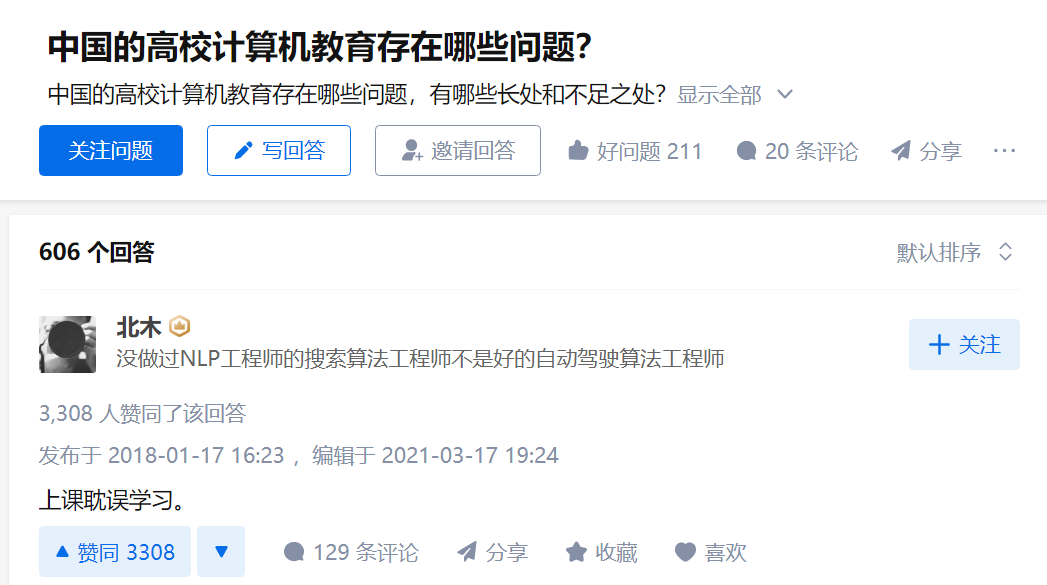 中国的高校计算机教育存在哪些问题?
中国的高校计算机教育存在哪些问题，有哪些长处和不足之处？ 显示全部
关注问题 写回答 邀请回答 好问题 211 20 条评论 分享 ···
606 个回答 默认排序
北木
没做过NLP工程师的搜索算法工程师不是好的自动驾驶算法工程师
+ 关注
3,308 人赞同了该回答
发布于 2018-01-17 16:23 ，编辑于 2021-03-17 19:24
上课耽误学习。
赞同 3308 129 条评论 分享 收藏 喜欢